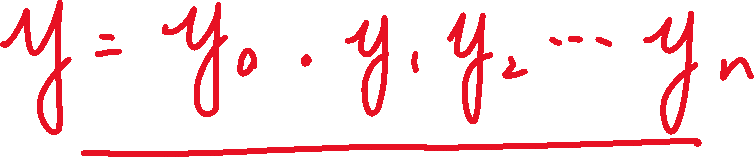 y = y₀ . y₁ y₂ ... yₙ